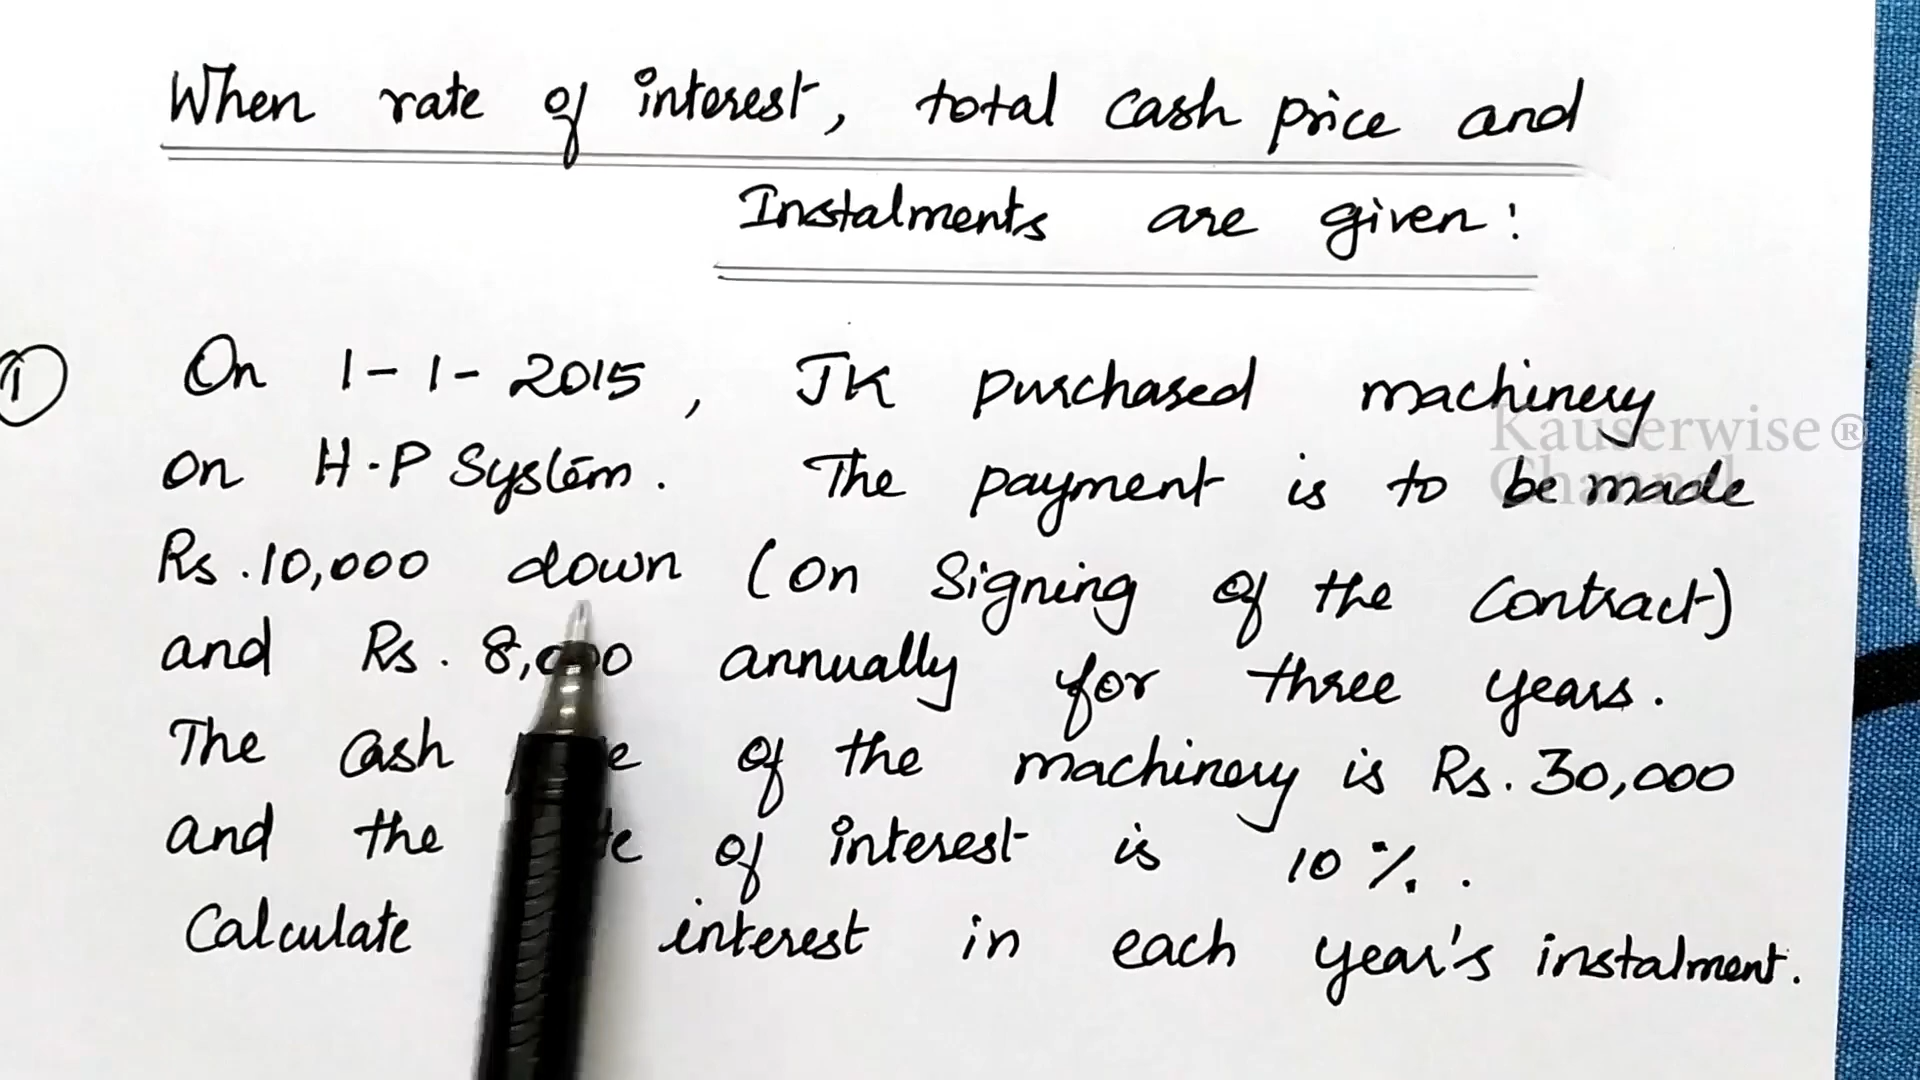 When rate of interest, total cash price and
Instalments are given:
① On 1-1-2015, JK purchased machinery
on H.P System. The payment is to be made
Rs.10,000 down (on signing of the contract)
and Rs. 8,000 annually for three years.
The cash of the machinery is Rs. 30,000
and the of interest is 10%.
Calculate interest in each year's instalment.
Kauserwise®
Channel